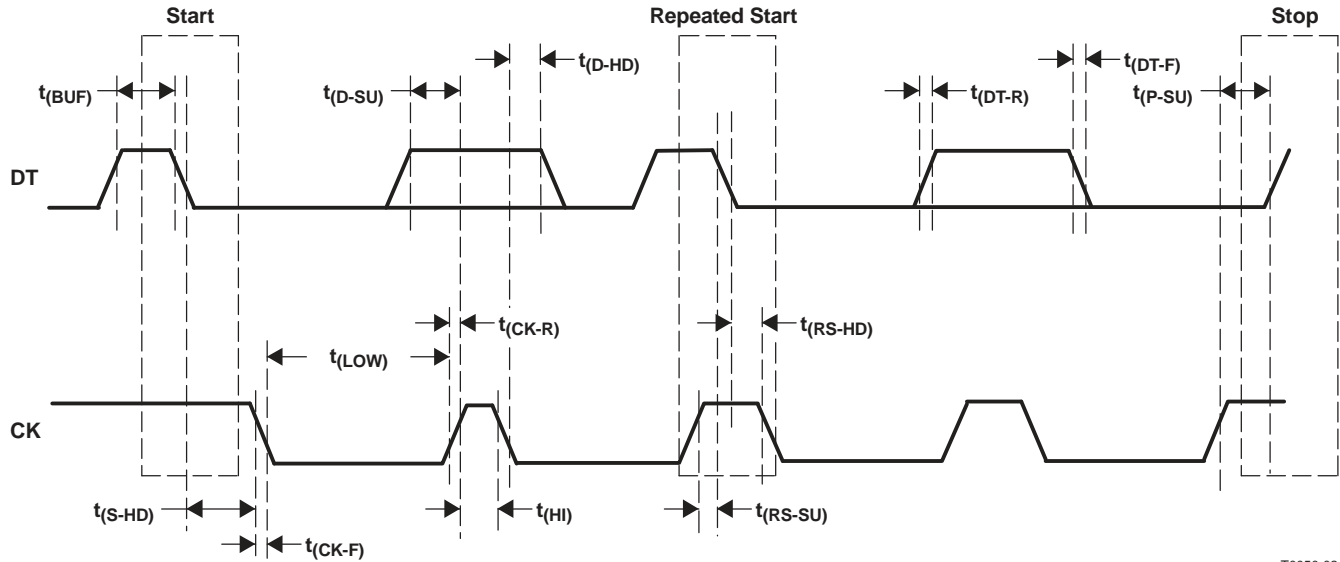 Start
Repeated Start
Stop
t(D-HD)
t(DT-F)
t(BUF)
t(D-SU)
t(DT-R)
t(P-SU)
DT
t(CK-R)
t(RS-HD)
t(LOW)
CK
t(S-HD)
t(HI)
t(RS-SU)
t(CK-F)